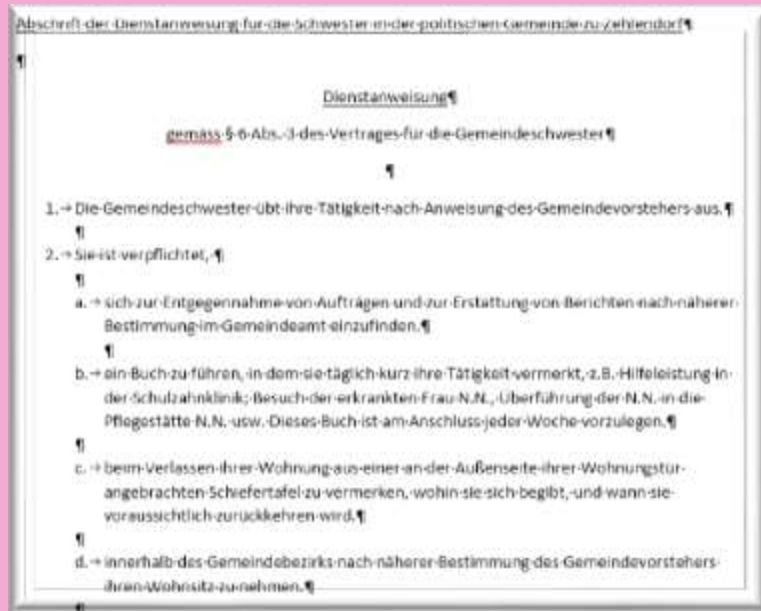 Abschrift der Dienstanweisung für die Schwester in der politischen Gemeinde zu Zehlendorf
Dienstanweisung
gemäss § 6 Abs. 3 des Vertrages für die Gemeindeschwester
1. Die Gemeindeschwester übt ihre Tätigkeit nach Anweisung des Gemeindevorstehers aus.
2. Sie ist verpflichtet,
a. sich zur Entgegennahme von Aufträgen und zur Erstattung von Berichten nach näherer
Bestimmung im Gemeindeamt einzufinden.
b. ein Buch zu führen, in dem sie täglich kurz ihre Tätigkeit vermerkt, z.B. Hilfeleistung in
der Schulzahnklinik; Besuch der erkrankten Frau N.N., Überführung der N.N. in die
Pflegestätte N.N. usw. Dieses Buch ist am Anschluss jeder Woche vorzulegen.
c. beim Verlassen ihrer Wohnung aus einer an der Außenseite ihrer Wohnungstür
angebrachten Schiefertafel zu vermerken, wohin sie sich begibt, und wann sie
voraussichtlich zurückkehren wird.
d. innerhalb des Gemeindebezirks nach näherer Bestimmung des Gemeindevorstehers
ihren Wohnsitz zu nehmen.